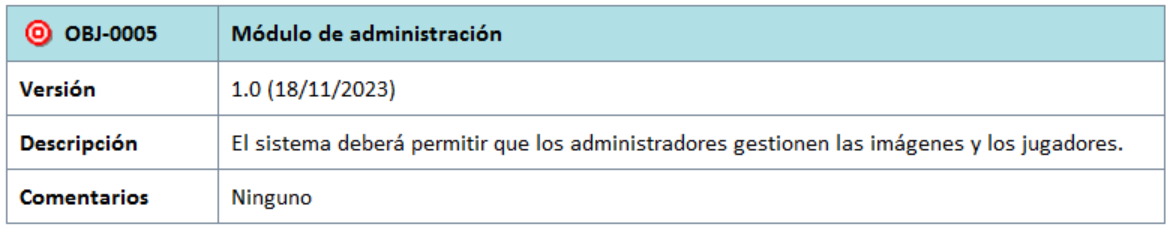 OBJ-0005 Módulo de administración
Versión 1.0 (18/11/2023)
Descripción El sistema deberá permitir que los administradores gestionen las imágenes y los jugadores.
Comentarios Ninguno